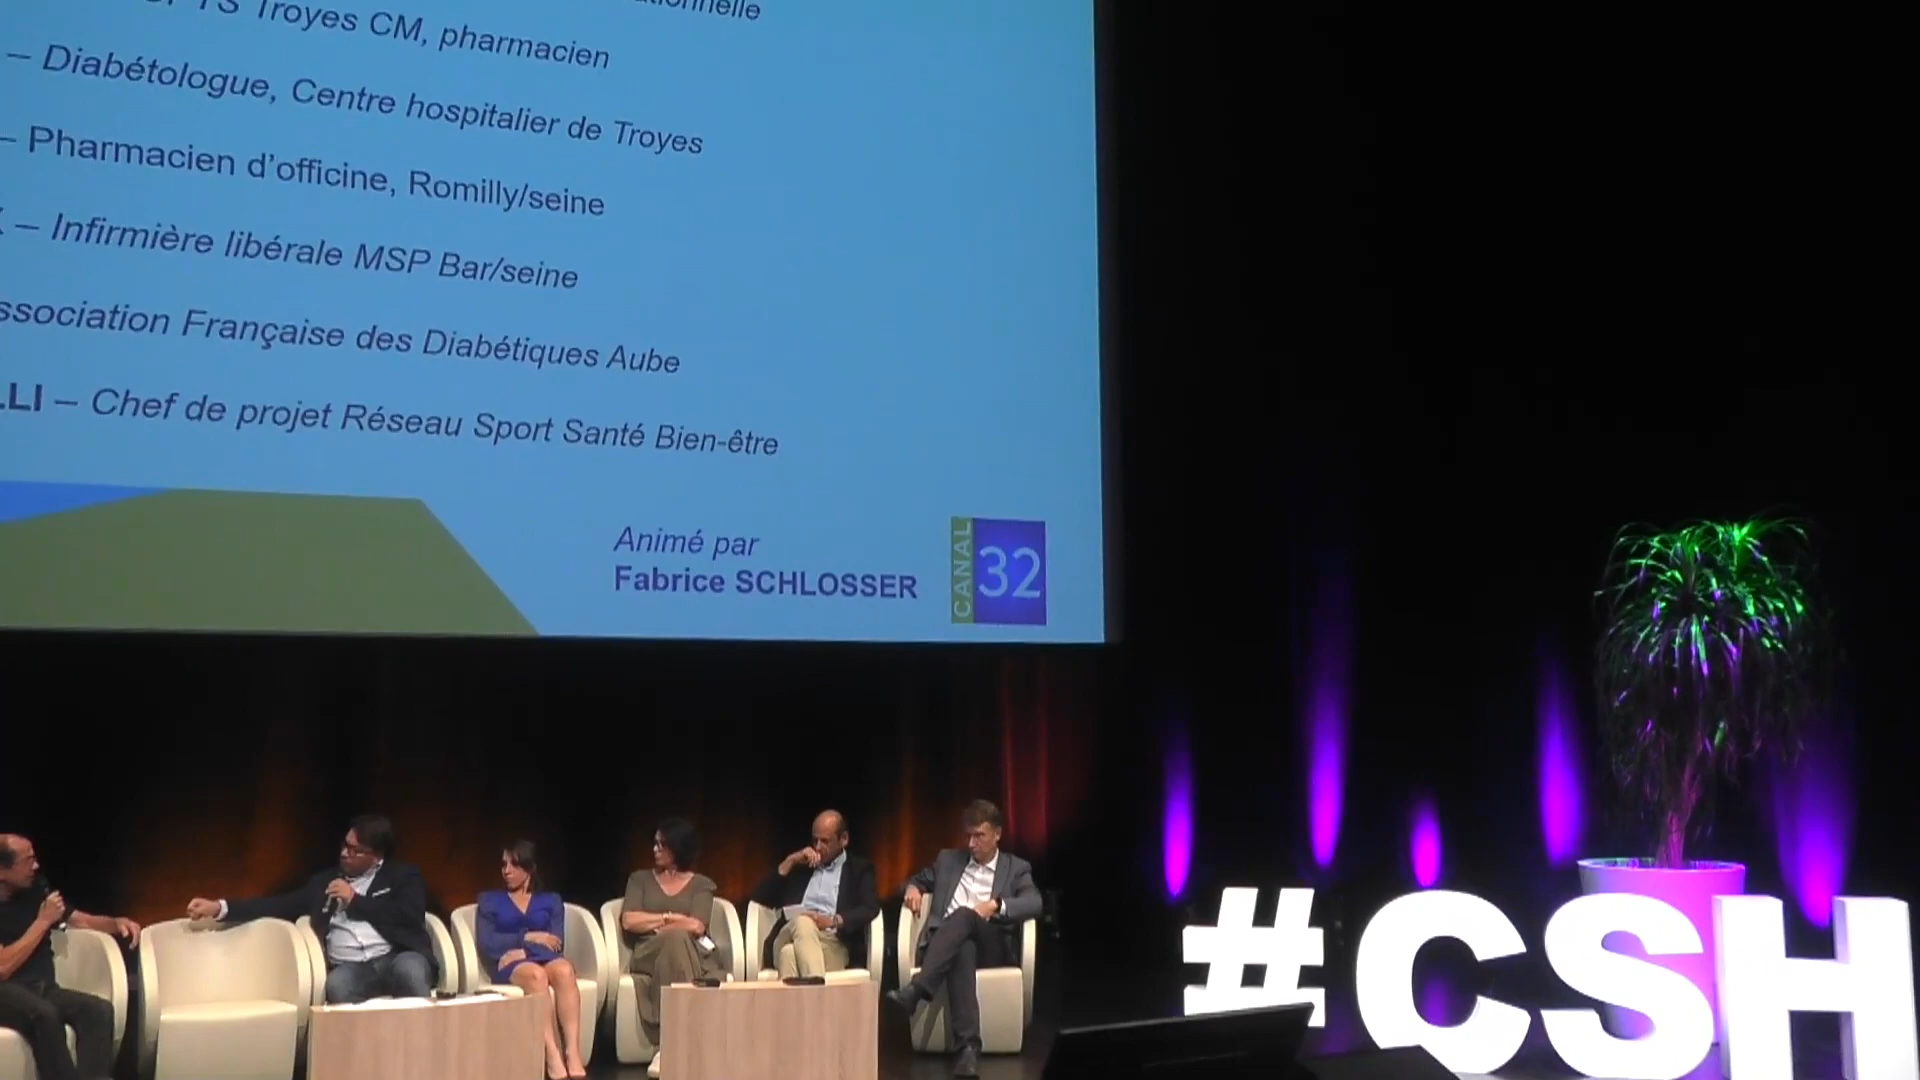 Troyes CM, pharmacien
– Diabétologue, Centre hospitalier de Troyes
– Pharmacien d’officine, Romilly/seine
– Infirmière libérale MSP Bar/seine
ssociation Française des Diabétiques Aube
LLI – Chef de projet Réseau Sport Santé Bien-être
Animé par
Fabrice SCHLOSSER
CANAL 32
#CSH